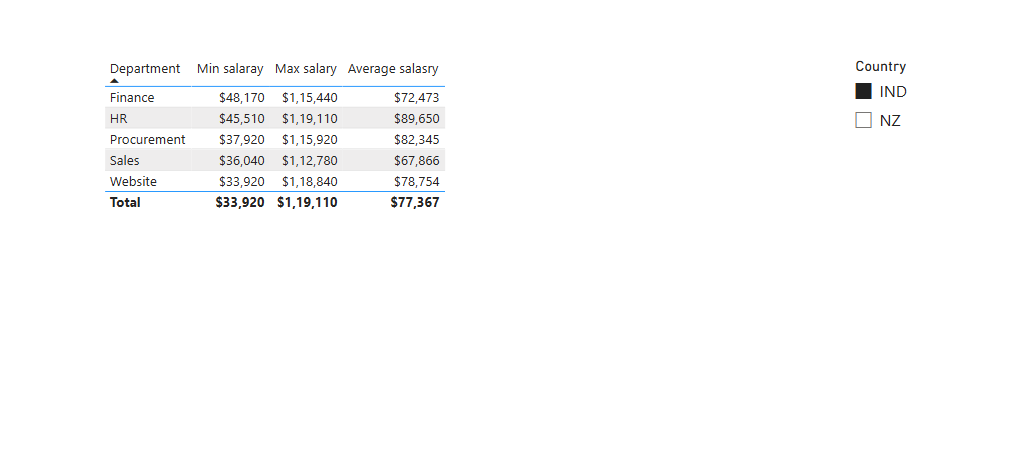 Department Min salaray Max salary Average salasry
Finance $48,170 $1,15,440 $72,473
HR $45,510 $1,19,110 $89,650
Procurement $37,920 $1,15,920 $82,345
Sales $36,040 $1,12,780 $67,866
Website $33,920 $1,18,840 $78,754
Total $33,920 $1,19,110 $77,367
Country
IND
NZ